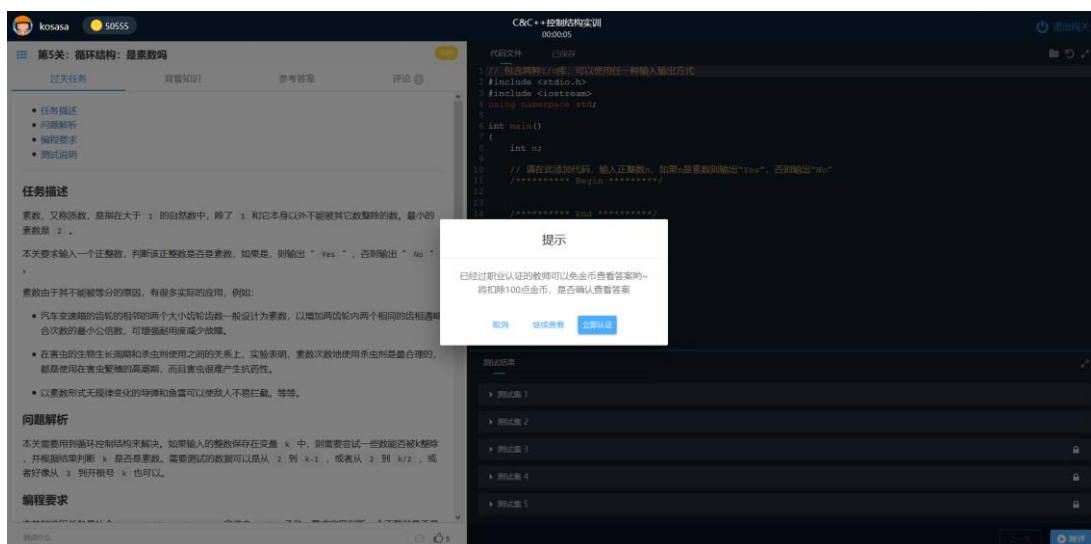 kosasa
50555
C&C++控制结构实训
00:00:05
退出闯关
第5关：循环结构：是素数吗
过关任务
背景知识
参考答案
评论
代码文件
已保存
任务描述
问题解析
编程要求
测试说明
任务描述
素数，又称质数，是指在大于 1 的自然数中，除了 1 和它本身以外不能被其它数整除的数。最小的
素数是 2 。
本关要求输入一个正整数，判断该正整数是否是素数，如果是，则输出 “ Yes ” ，否则输出 “ No ”
。
素数由于其不能被等分的原因，有很多实际的应用，例如：
汽车变速箱的齿轮的相邻的两个大小齿轮齿数一般设计为素数，以增加两齿轮内两个相同的齿相遇啮
合次数的最小公倍数，可增强耐用度减少故障。
在害虫的生物生长周期和杀虫剂使用之间的关系上，实验表明，素数次数地使用杀虫剂是最合理的，
都是使用在害虫繁殖的高潮期，而且害虫很难产生抗药性。
以素数形式无规律变化的导弹和鱼雷可以使敌人不易拦截。等等。
问题解析
本关需要用到循环控制结构来解决。如果输入的整数保存在变量 k 中，则需要尝试一些数能否被k整除
，并根据结果判断 k 是否是素数。需要测试的数据可以是从 2 到 k-1 ，或者从 2 到 k/2 ，或
者好像从 2 到开根号 k 也可以。
编程要求
1 // 包含两种I/O库，可以使用任一种输入输出方式
2 #include <stdio.h>
3 #include <iostream>
4 using namespace std;
5
6 int main()
7 {
8 int n;
9
10 // 请在此添加代码，输入正整数n，如果n是素数则输出“Yes”，否则输出“No”
11 /********** Begin *********/
12
13
14 /********** End **********/
提示
已经过职业认证的教师可以免金币查看答案哟~
将扣除100点金币，是否确认查看答案
取消
继续查看
立即认证
测试结果
测试集 1
测试集 2
测试集 3
测试集 4
测试集 5
说点什么
5
评测